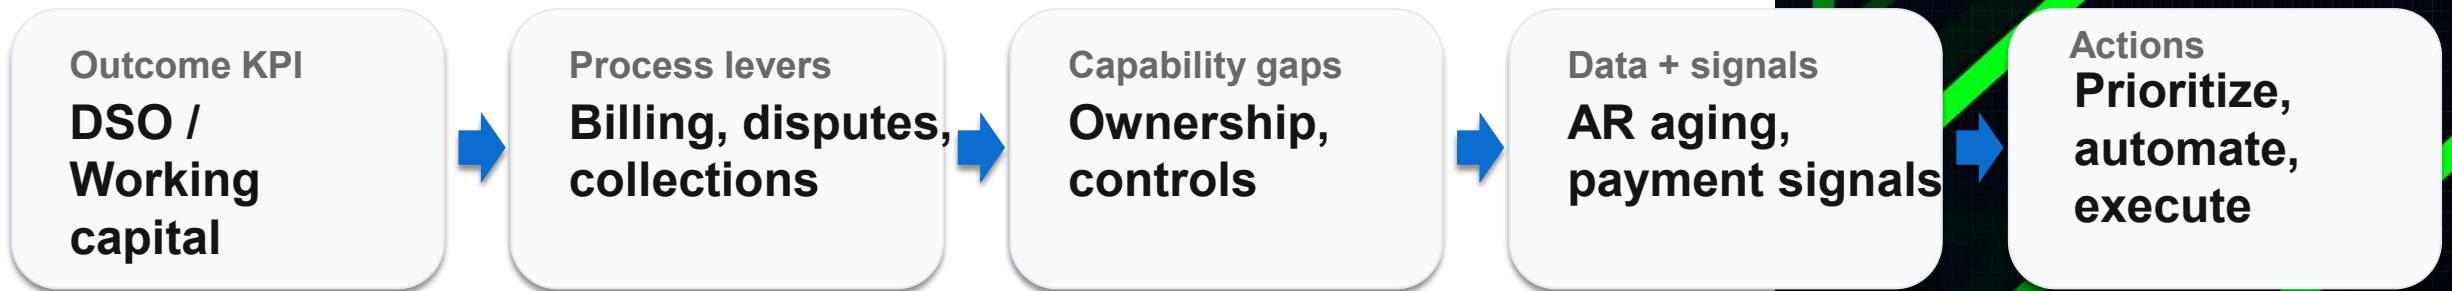 Outcome KPI
DSO /
Working
capital
Process levers
Billing, disputes,
collections
Capability gaps
Ownership,
controls
Data + signals
AR aging,
payment signals
Actions
Prioritize,
automate,
execute